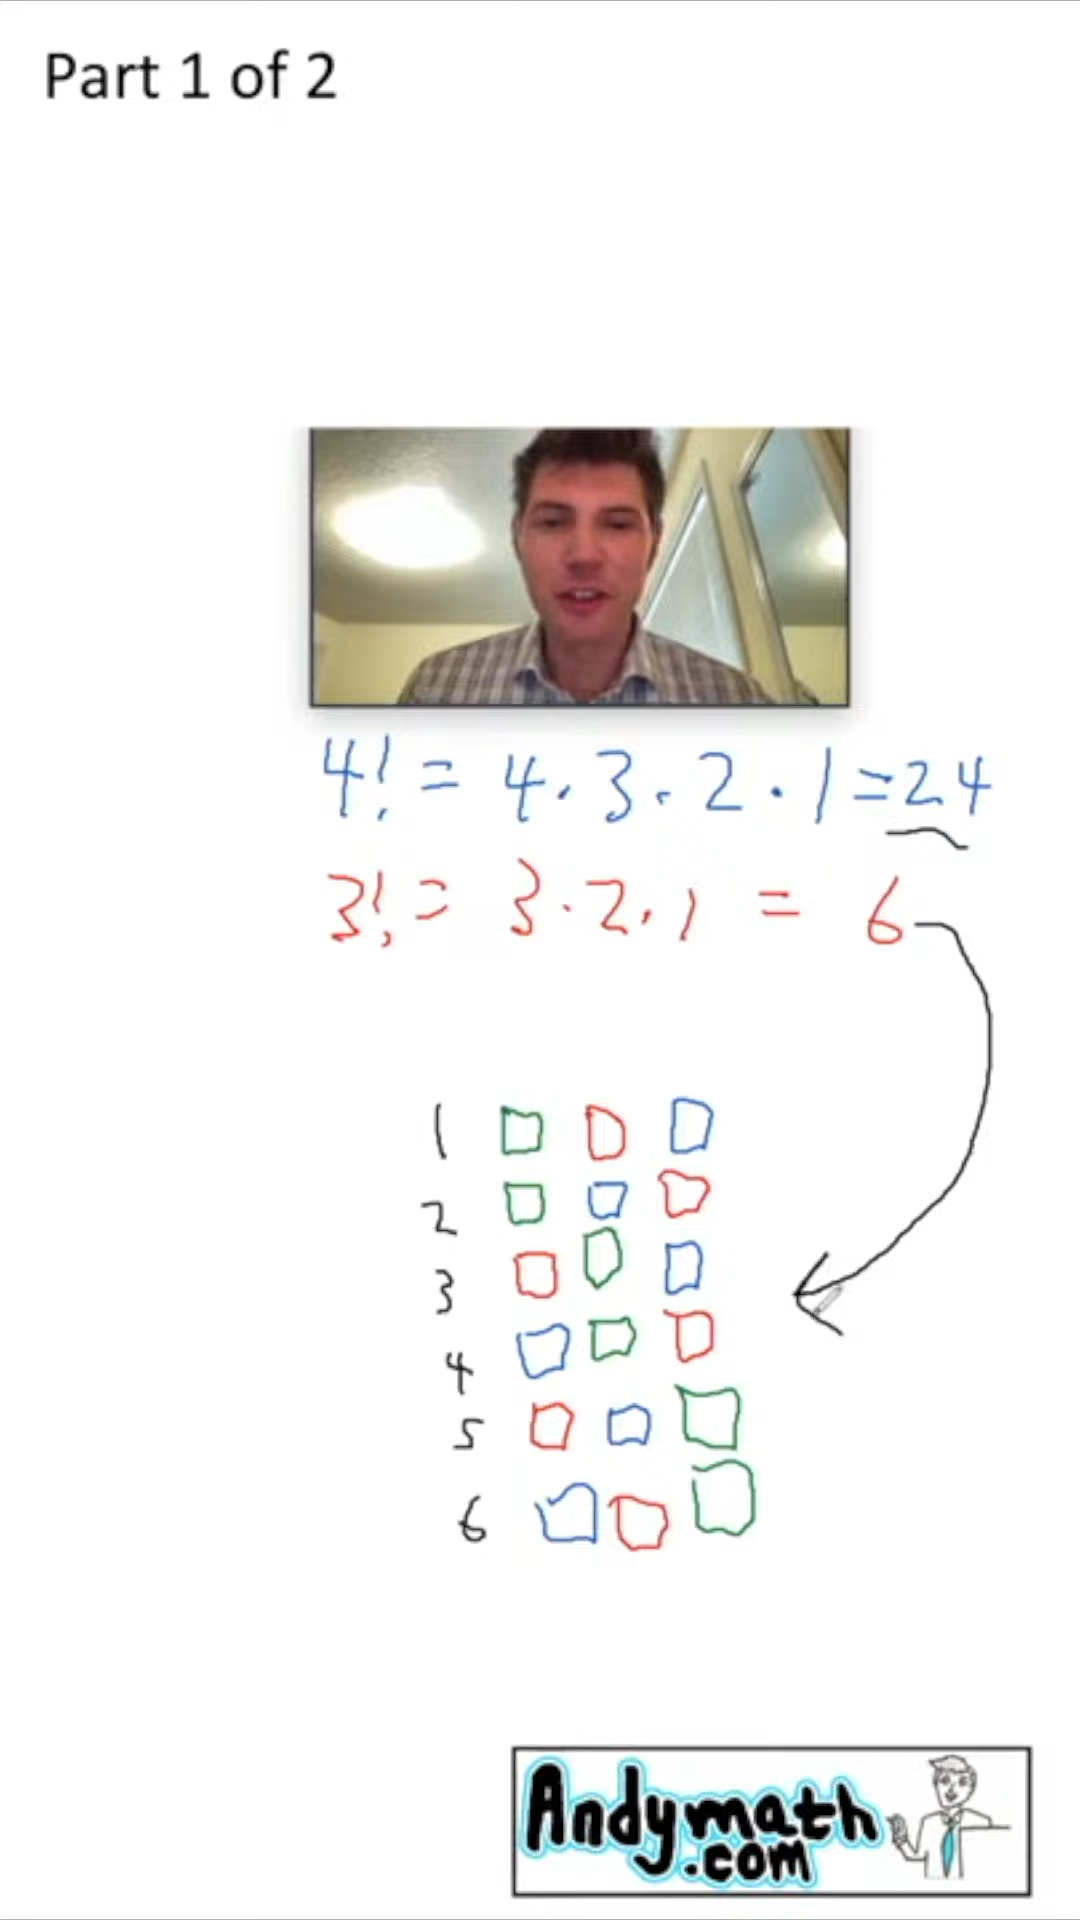 Part 1 of 2
4! = 4 · 3 · 2 · 1 = 24
3! = 3 · 2 · 1 = 6
1
2
3
4
5
6
Andymath
.com